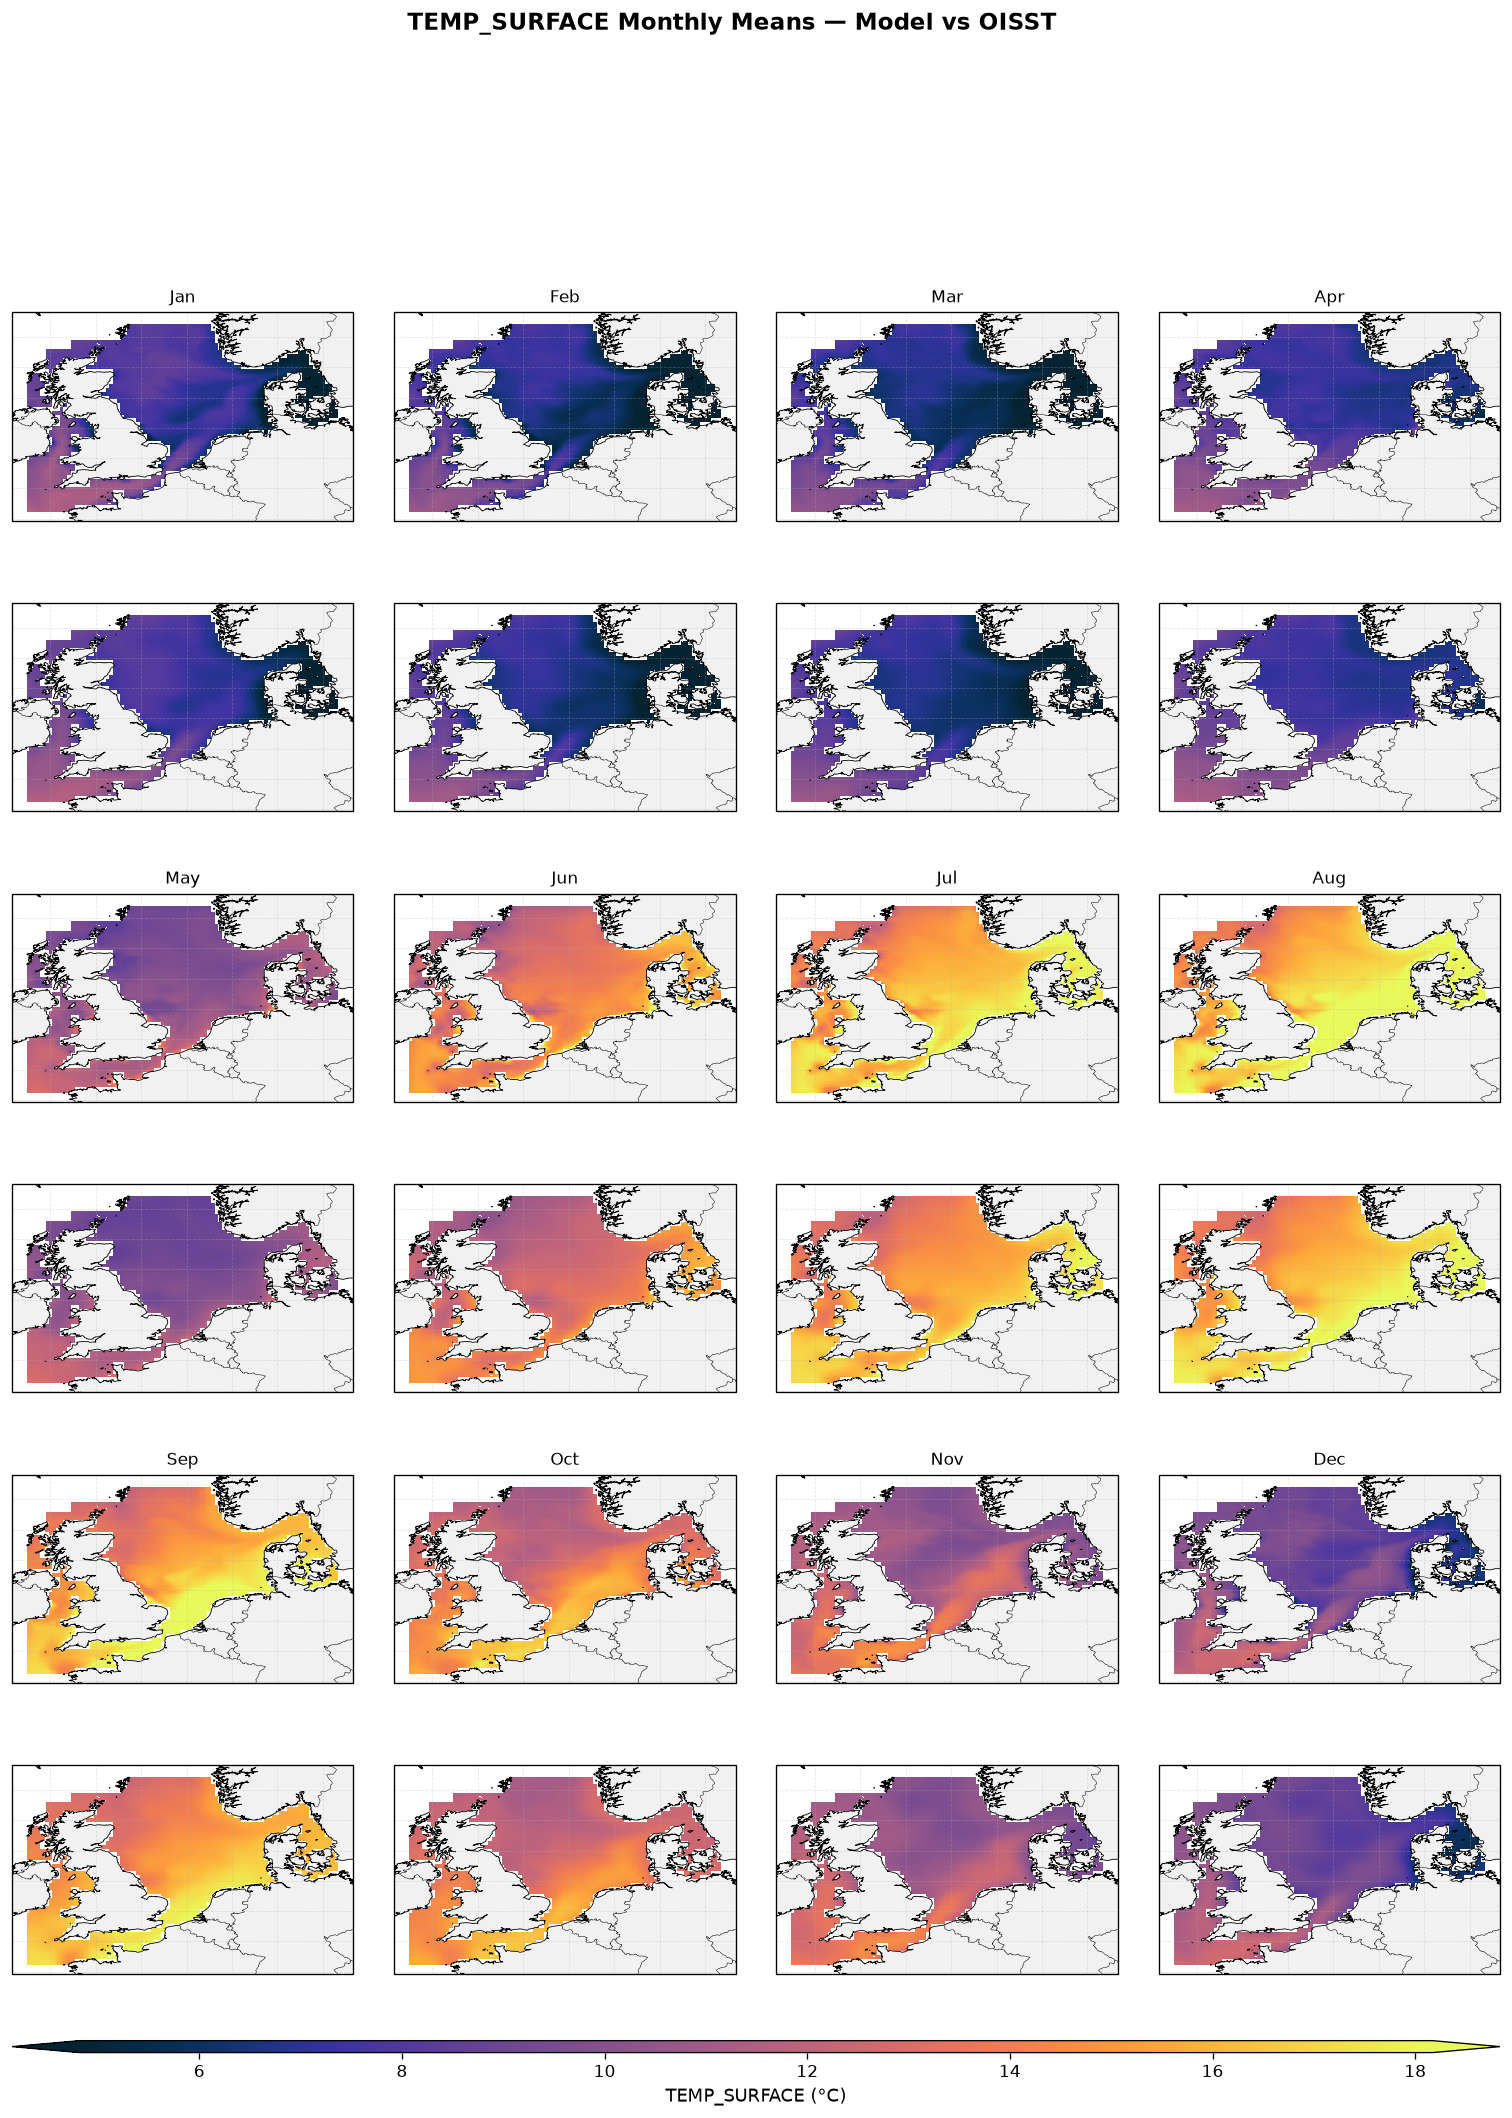 TEMP_SURFACE Monthly Means — Model vs OISST
Jan Feb Mar Apr
May Jun Jul Aug
Sep Oct Nov Dec
6 8 10 12 14 16 18
TEMP_SURFACE (°C)